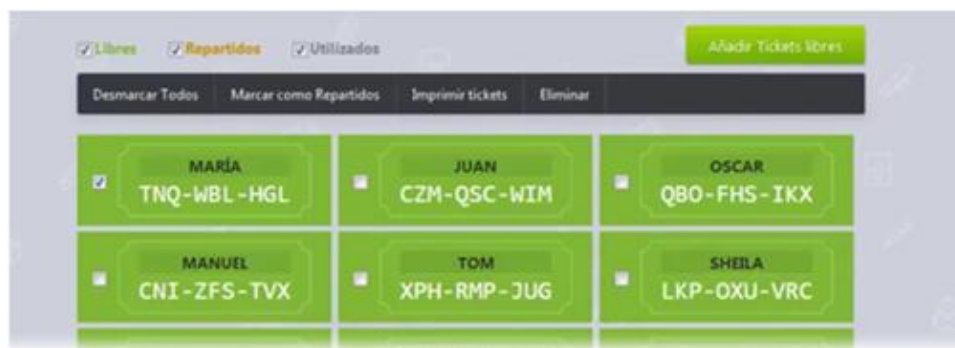 Libres Repartidos Utilizados Añadir Tickets libres
Desmarcar Todos Marcar como Repartidos Imprimir tickets Eliminar
MARÍA JUAN OSCAR
TNQ-WBL-HGL CZM-QSC-WIM QBO-FHS-IKX
MANUEL TOM SHEILA
CNI-ZFS-TVX XPH-RMP-JUG LKP-OXU-VRC